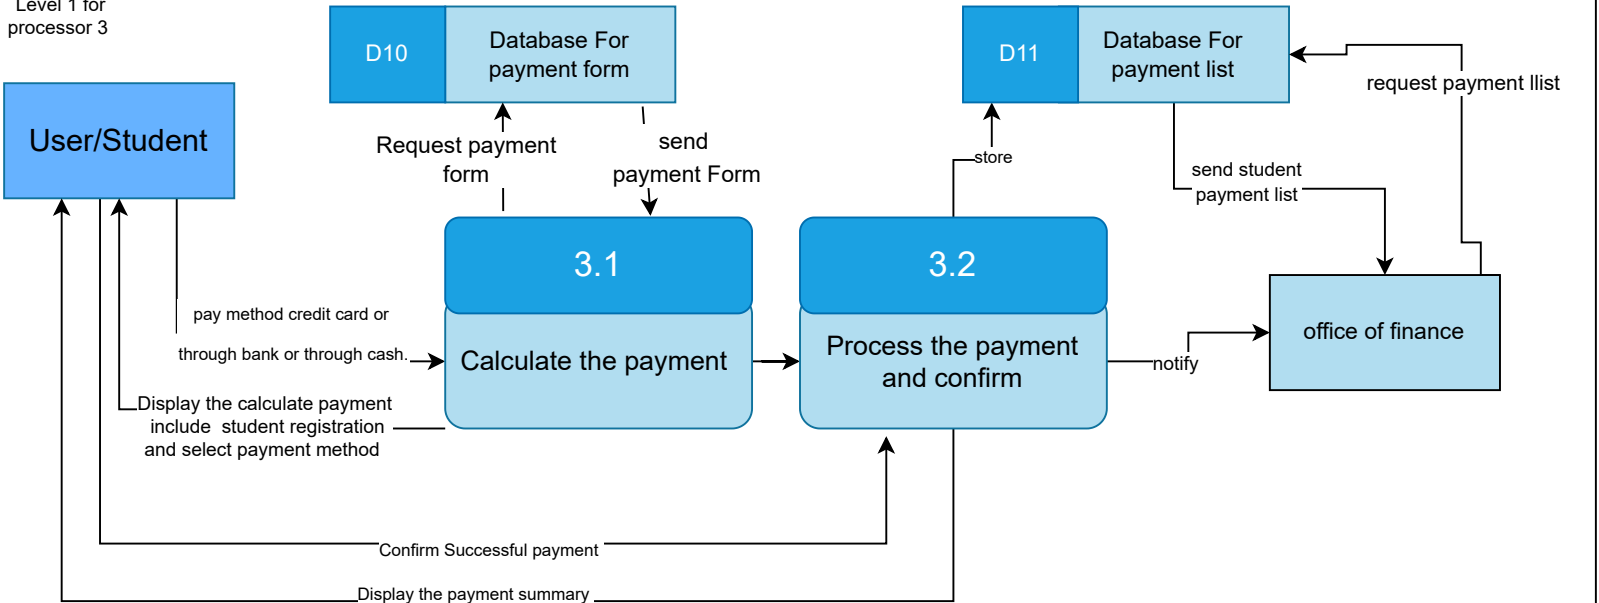 Level 1 for
processor 3
D10
Database For
payment form
D11
Database For
payment list
request payment llist
User/Student
Request payment
form
send
payment Form
store
send student
payment list
3.1
3.2
pay method credit card or
through bank or through cash.
Calculate the payment
Process the payment
and confirm
notify
office of finance
Display the calculate payment
include student registration
and select payment method
Confirm Successful payment
Display the payment summary